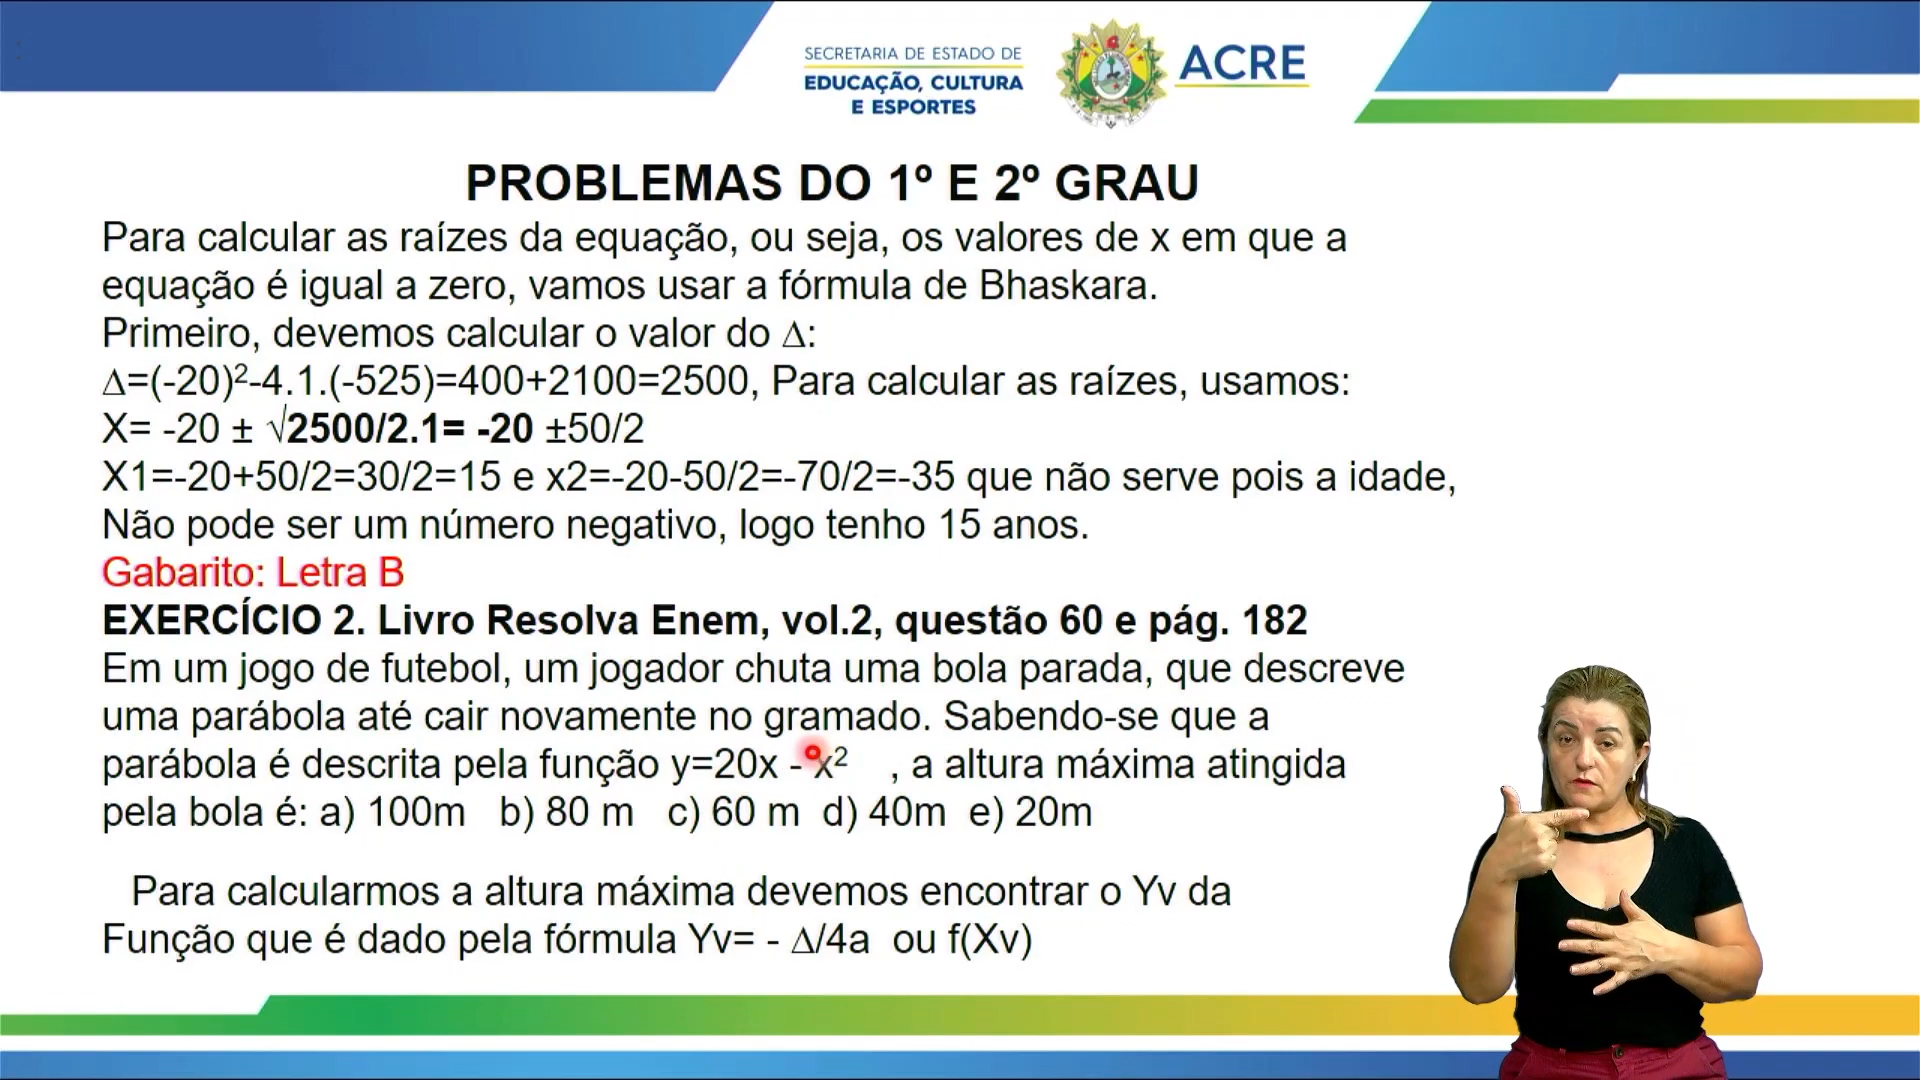 SECRETARIA DE ESTADO DE
EDUCAÇÃO, CULTURA
E ESPORTES
ACRE
PROBLEMAS DO 1º E 2º GRAU
Para calcular as raízes da equação, ou seja, os valores de x em que a
equação é igual a zero, vamos usar a fórmula de Bhaskara.
Primeiro, devemos calcular o valor do ∆:
∆=(-20)²-4.1.(-525)=400+2100=2500, Para calcular as raízes, usamos:
X= -20 ± √2500/2.1= -20 ±50/2
X1=-20+50/2=30/2=15 e x2=-20-50/2=-70/2=-35 que não serve pois a idade,
Não pode ser um número negativo, logo tenho 15 anos.
Gabarito: Letra B
EXERCÍCIO 2. Livro Resolva Enem, vol.2, questão 60 e pág. 182
Em um jogo de futebol, um jogador chuta uma bola parada, que descreve
uma parábola até cair novamente no gramado. Sabendo-se que a
parábola é descrita pela função y=20x - x² , a altura máxima atingida
pela bola é: a) 100m b) 80 m c) 60 m d) 40m e) 20m
Para calcularmos a altura máxima devemos encontrar o Yv da
Função que é dado pela fórmula Yv= - ∆/4a ou f(Xv)